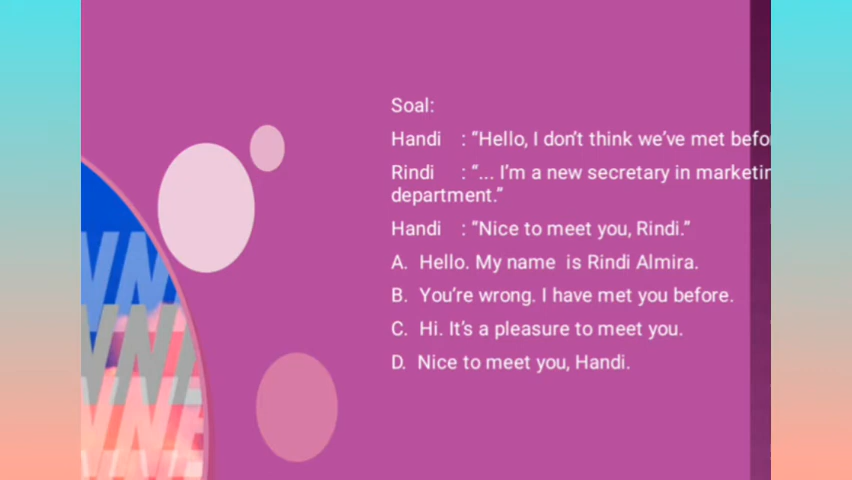 Soal:
Handi : “Hello, I don't think we've met
Rindi : “... I'm a new secretary in
department.”
Handi : “Nice to meet you, Rindi.”
A. Hello. My name is Rindi Almira.
B. You're wrong. I have met you before.
C. Hi. It's a pleasure to meet you.
D. Nice to meet you, Handi.